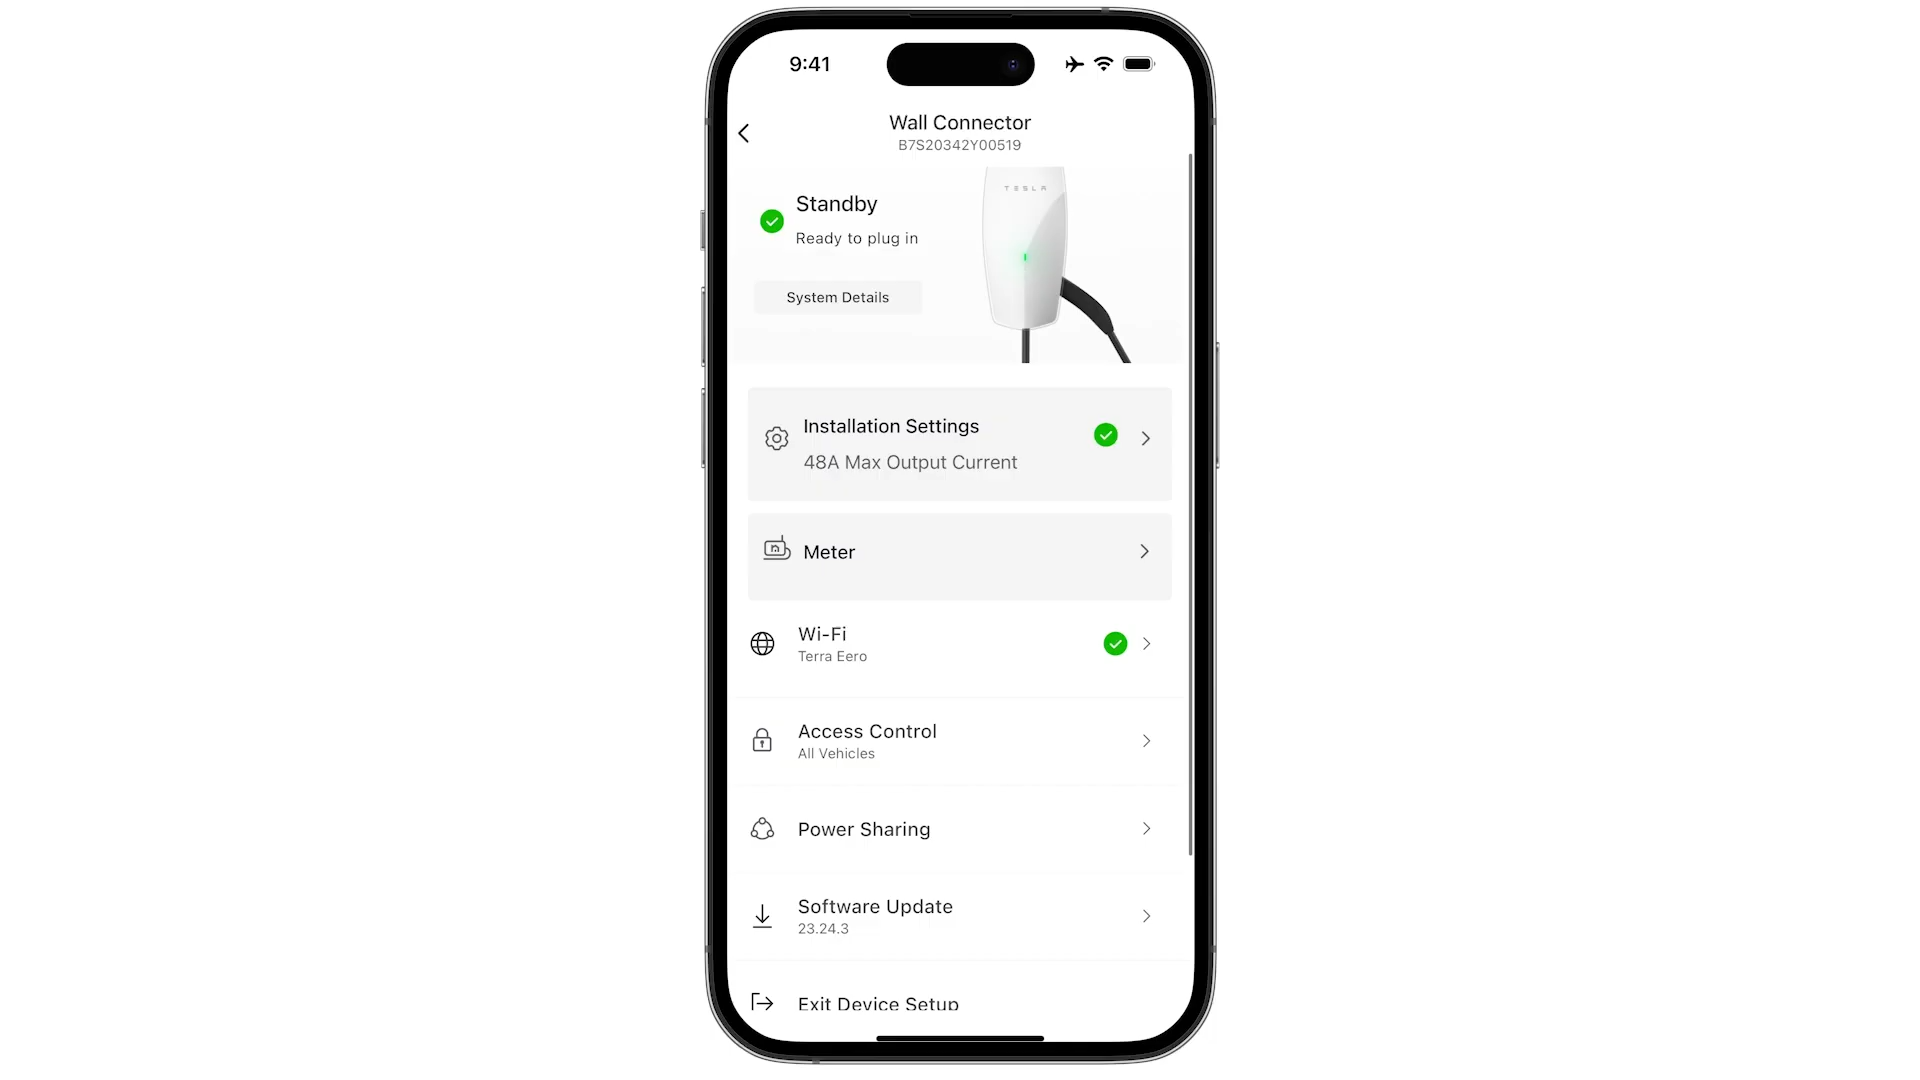 9:41
Wall Connector
B7S20342Y00519
TESLA
Standby
Ready to plug in
System Details
Installation Settings
48A Max Output Current
Meter
Wi-Fi
Terra Eero
Access Control
All Vehicles
Power Sharing
Software Update
23.24.3
Exit Device Setup